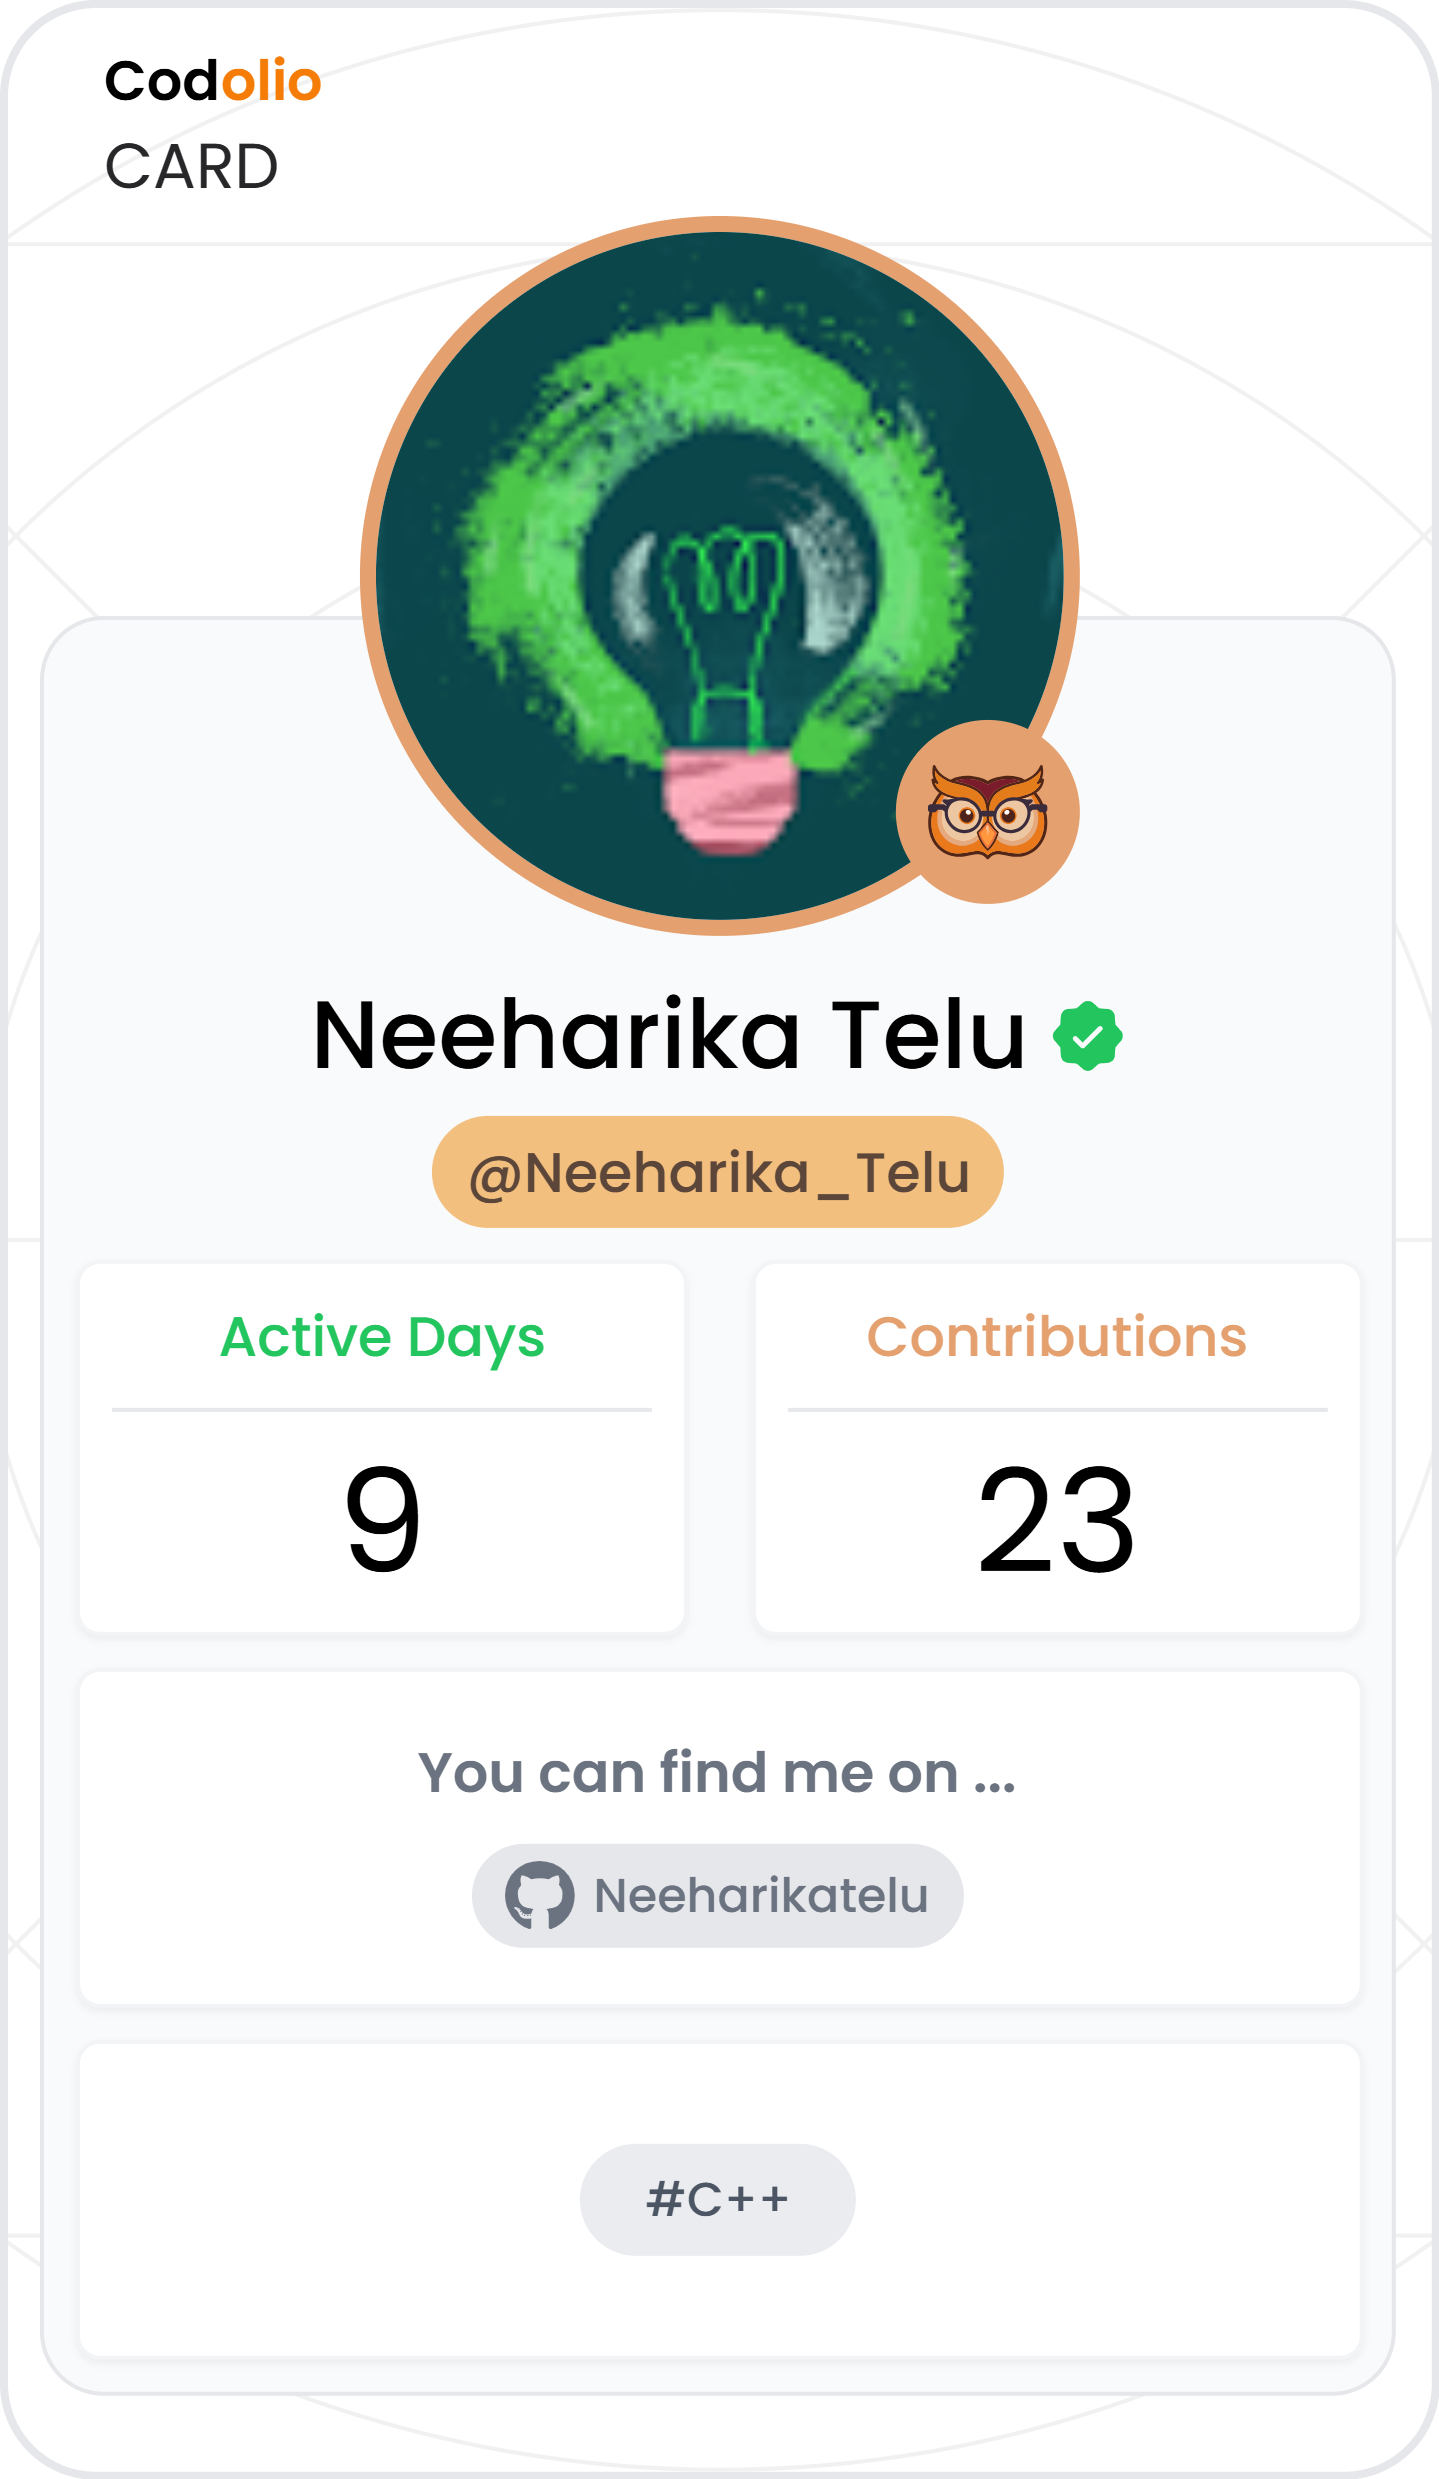 Codolio
CARD
Neeharika Telu
@Neeharika_Telu
Active Days
Contributions
9
23
You can find me on ...
Neeharikatelu
#C++